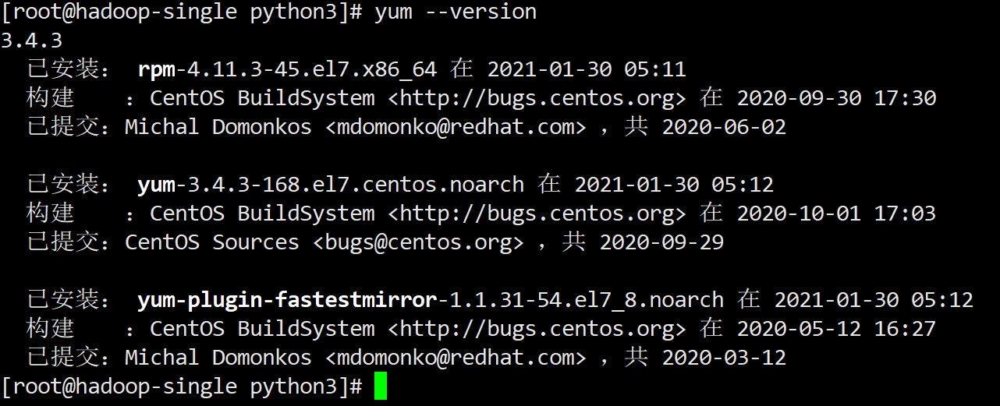 [root@hadoop-single python3]# yum --version
3.4.3
  已安装： rpm-4.11.3-45.el7.x86_64 在 2021-01-30 05:11
  构建    ：CentOS BuildSystem <http://bugs.centos.org> 在 2020-09-30 17:30
  已提交：Michal Domonkos <mdomonko@redhat.com> ，共 2020-06-02

  已安装： yum-3.4.3-168.el7.centos.noarch 在 2021-01-30 05:12
  构建    ：CentOS BuildSystem <http://bugs.centos.org> 在 2020-10-01 17:03
  已提交：CentOS Sources <bugs@centos.org> ，共 2020-09-29

  已安装： yum-plugin-fastestmirror-1.1.31-54.el7_8.noarch 在 2021-01-30 05:12
  构建    ：CentOS BuildSystem <http://bugs.centos.org> 在 2020-05-12 16:27
  已提交：Michal Domonkos <mdomonko@redhat.com> ，共 2020-03-12
[root@hadoop-single python3]#